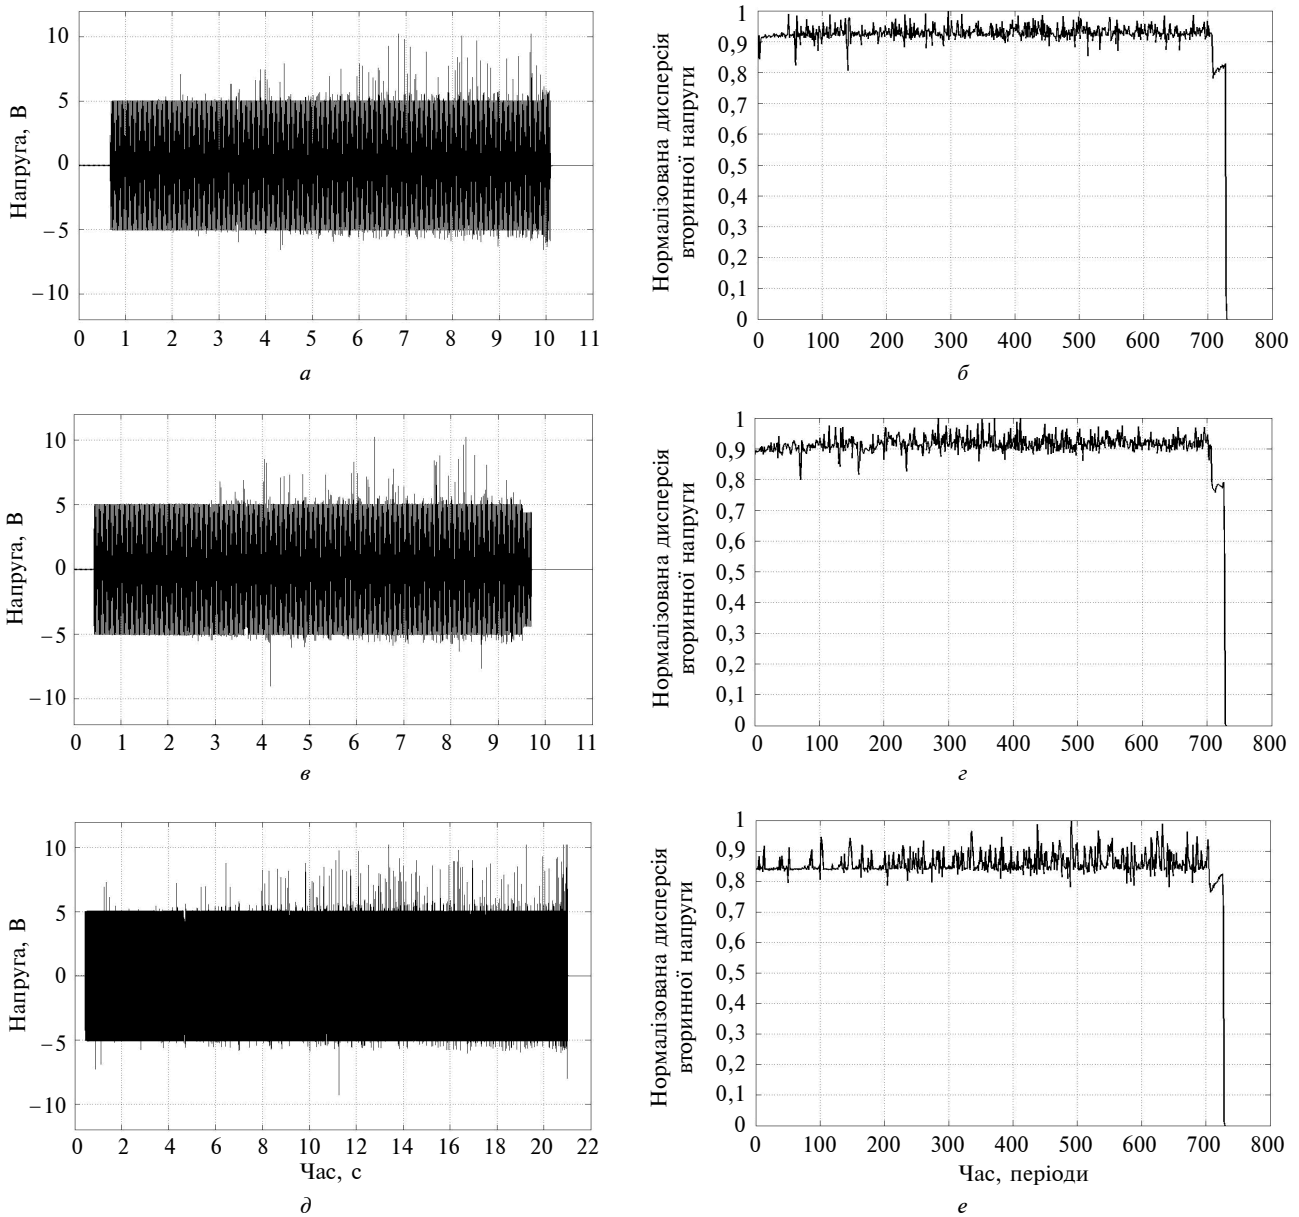 Напруга, В
10
5
0
−5
−10
0 1 2 3 4 5 6 7 8 9 10 11
а
Нормалізована дисперсія
вторинної напруги
1
0,9
0,8
0,7
0,6
0,5
0,4
0,3
0,2
0,1
0
0 100 200 300 400 500 600 700 800
б
Напруга, В
10
5
0
−5
−10
0 1 2 3 4 5 6 7 8 9 10 11
в
Нормалізована дисперсія
вторинної напруги
1
0,9
0,8
0,7
0,6
0,5
0,4
0,3
0,2
0,1
0
0 100 200 300 400 500 600 700 800
г
Напруга, В
10
5
0
−5
−10
0 2 4 6 8 10 12 14 16 18 20 22
Час, с
д
Нормалізована дисперсія
вторинної напруги
1
0,9
0,8
0,7
0,6
0,5
0,4
0,3
0,2
0,1
0
0 100 200 300 400 500 600 700 800
Час, періоди
е